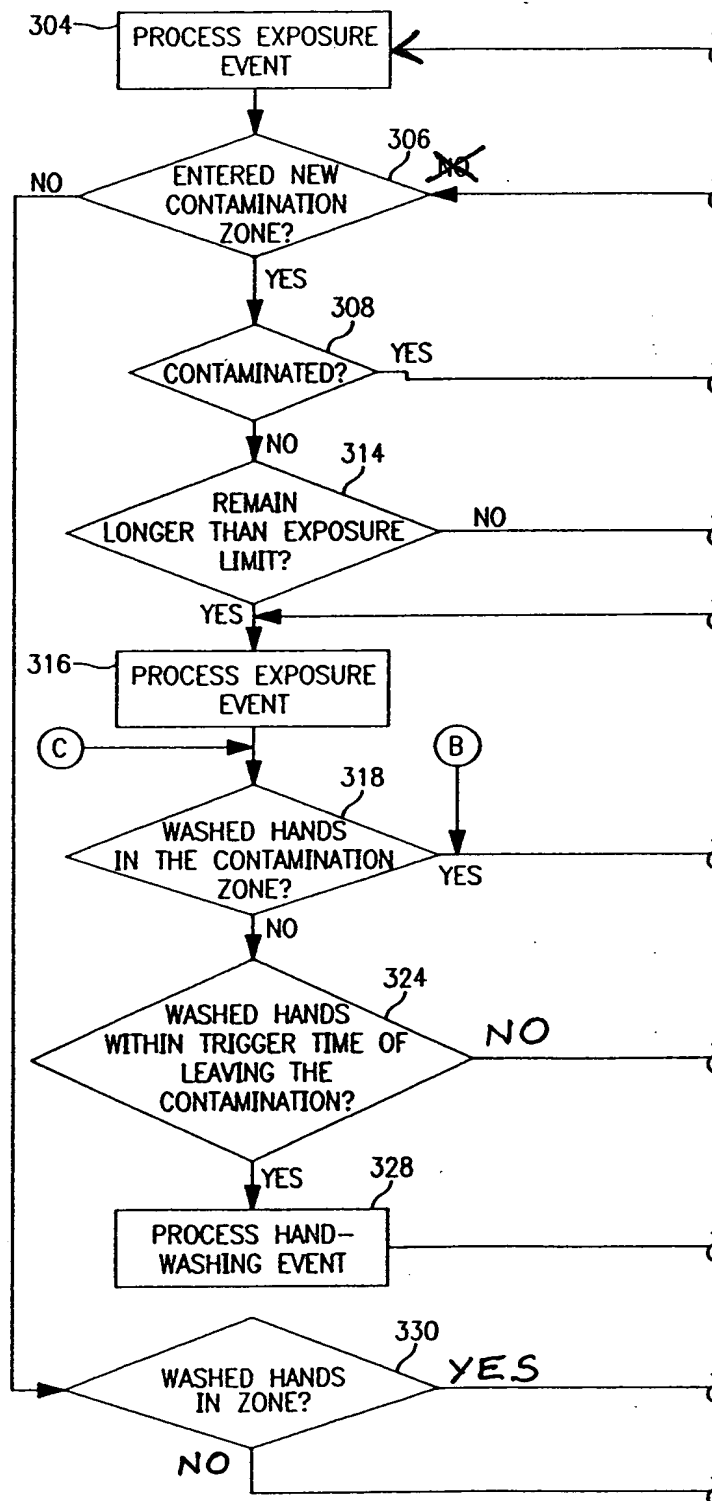 304
PROCESS EXPOSURE
EVENT
306
NO
NO
ENTERED NEW
CONTAMINATION
ZONE?
YES
308
YES
CONTAMINATED?
NO
314
REMAIN
LONGER THAN EXPOSURE
LIMIT?
NO
YES
316
PROCESS EXPOSURE
EVENT
C
B
318
WASHED HANDS
IN THE CONTAMINATION
ZONE?
YES
NO
324
WASHED HANDS
WITHIN TRIGGER TIME OF
LEAVING THE
CONTAMINATION?
NO
YES
328
PROCESS HAND-
WASHING EVENT
330
WASHED HANDS
IN ZONE?
YES
NO